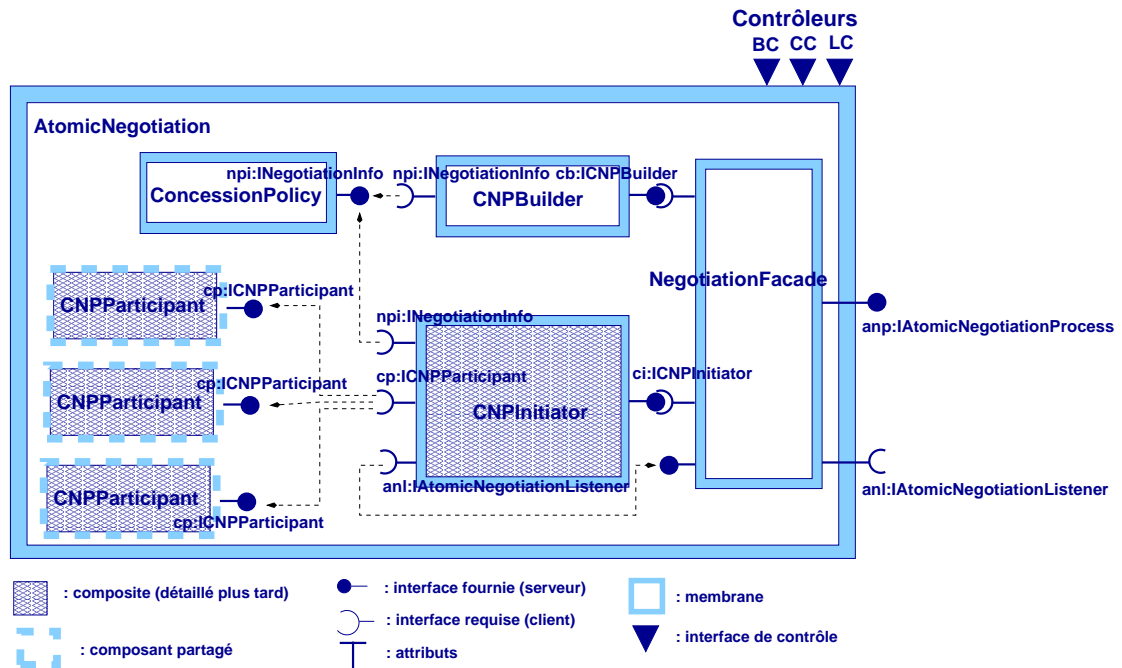 Contrôleurs
BC CC LC
AtomicNegotiation
npi:INegotiationInfo npi:INegotiationInfo cb:ICNPBuilder
ConcessionPolicy
CNPBuilder
NegotiationFacade
cp:ICNPParticipant
CNPParticipant
npi:INegotiationInfo
anp:IAtomicNegotiationProcess
cp:ICNPParticipant
cp:ICNPParticipant
ci:ICNPInitiator
CNPParticipant
CNPInitiator
CNPParticipant
anl:IAtomicNegotiationListener
anl:IAtomicNegotiationListener
cp:ICNPParticipant
: composite (détaillé plus tard)
: interface fournie (serveur)
: membrane
: interface requise (client)
: interface de contrôle
: composant partagé
: attributs